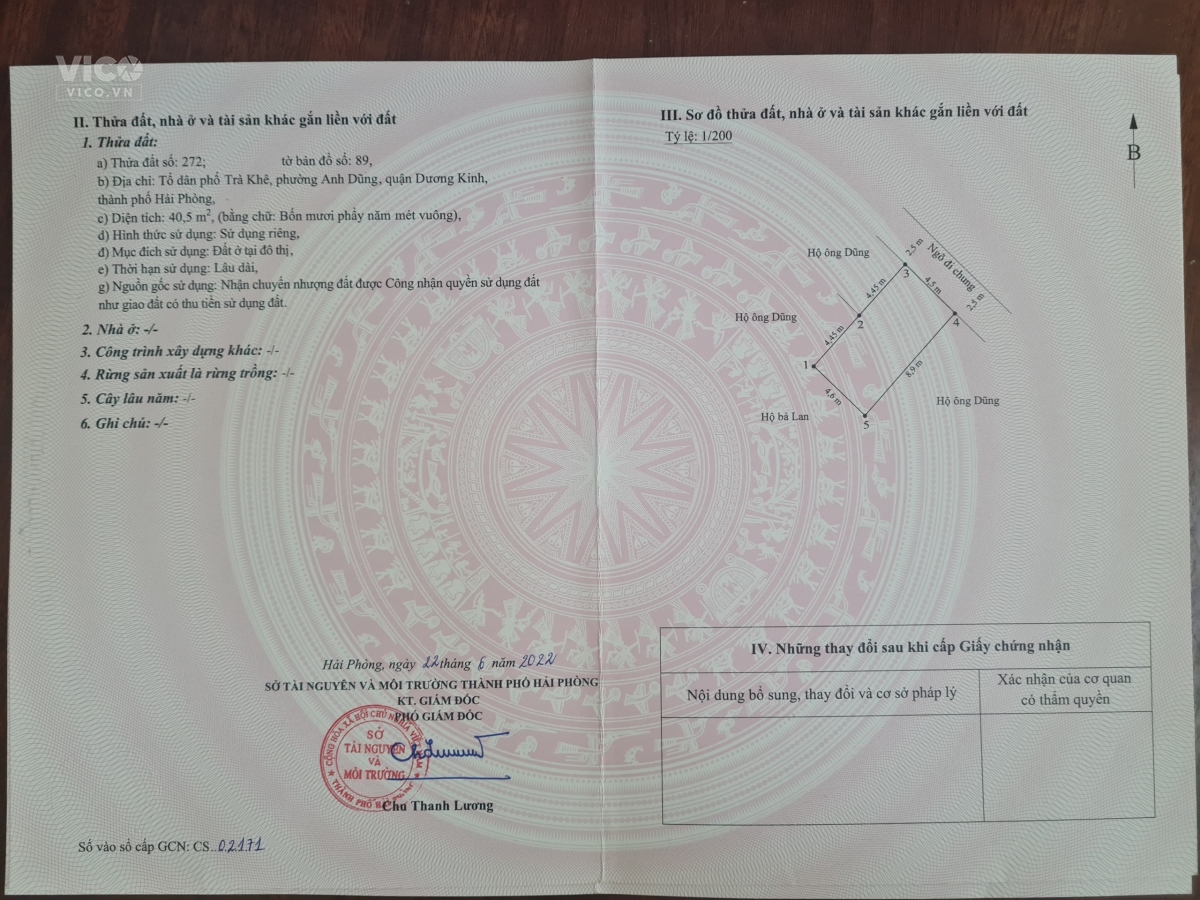 VICO
VICO.VN
II. Thửa đất, nhà ở và tài sản khác gắn liền với đất
1. Thửa đất:
a) Thửa đất số: 272; tờ bản đồ số: 89,
b) Địa chỉ: Tổ dân phố Trà Khê, phường Anh Dũng, quận Dương Kinh,
thành phố Hải Phòng,
c) Diện tích: 40,5 m², (bằng chữ: Bốn mươi phẩy năm mét vuông),
d) Hình thức sử dụng: Sử dụng riêng,
đ) Mục đích sử dụng: Đất ở tại đô thị,
e) Thời hạn sử dụng: Lâu dài,
g) Nguồn gốc sử dụng: Nhận chuyển nhượng đất được Công nhận quyền sử dụng đất
như giao đất có thu tiền sử dụng đất.
2. Nhà ở: -/-
3. Công trình xây dựng khác: -/-
4. Rừng sản xuất là rừng trồng: -/-
5. Cây lâu năm: -/-
6. Ghi chú: -/-
Hải Phòng, ngày 22 tháng 6 năm 2022
SỞ TÀI NGUYÊN VÀ MÔI TRƯỜNG THÀNH PHỐ HẢI PHÒNG
KT. GIÁM ĐỐC
PHÓ GIÁM ĐỐC
CỘNG HÒA XÃ HỘI CHỦ NGHĨA VIỆT NAM
SỞ
TÀI NGUYÊN
VÀ
MÔI TRƯỜNG
THÀNH PHỐ HẢI PHÒNG
Chu Thanh Lương
Số vào sổ cấp GCN: CS 02171
III. Sơ đồ thửa đất, nhà ở và tài sản khác gắn liền với đất
Tỷ lệ: 1/200
B
Hộ ông Dũng
2,5 m
Ngõ đi chung
3
4,45 m
4,5 m
2,5 m
Hộ ông Dũng
2
4
4,45 m
1
8,9 m
4,6 m
Hộ ông Dũng
Hộ bà Lan
5
IV. Những thay đổi sau khi cấp Giấy chứng nhận
Nội dung bổ sung, thay đổi và cơ sở pháp lý
Xác nhận của cơ quan
có thẩm quyền